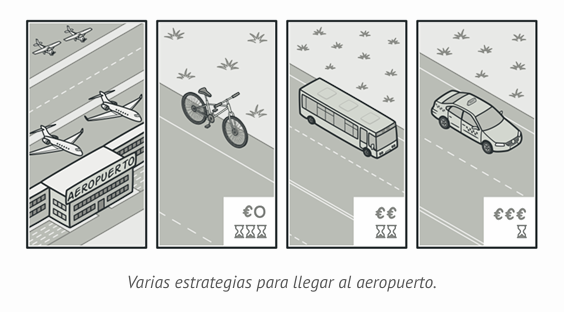 AEROPUERTO
€0
€€
€€€
Varias estrategias para llegar al aeropuerto.